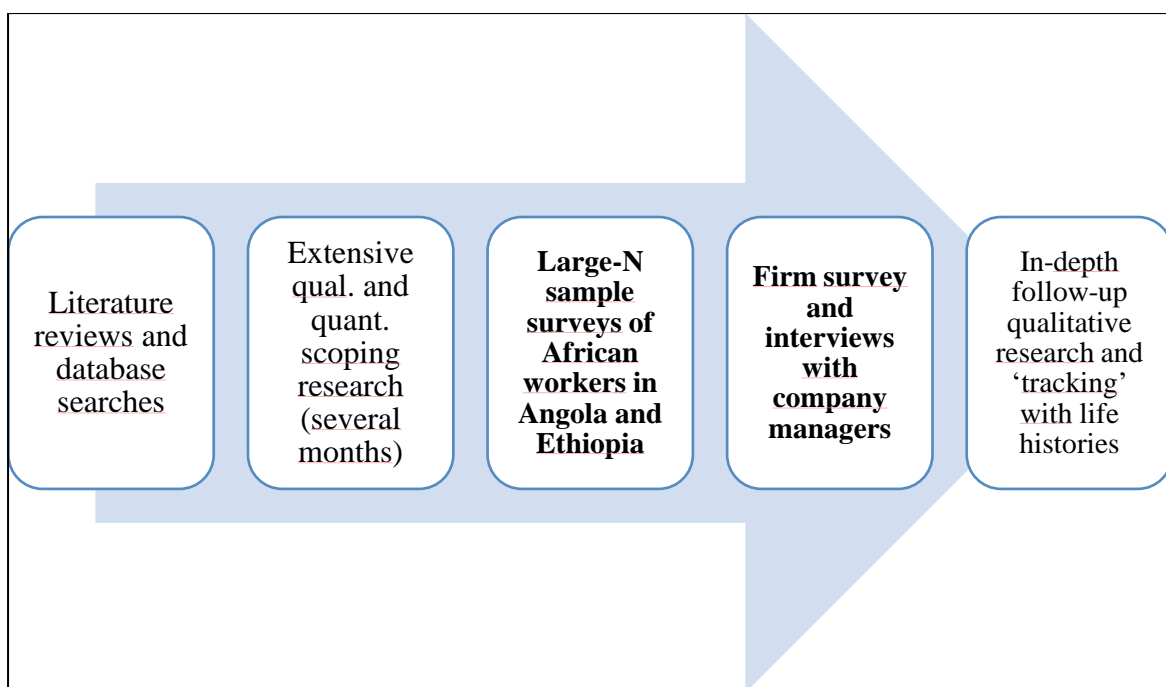 Literature
reviews and
database
searches
Extensive
qual. and
quant.
scoping
research
(several
months)
Large-N
sample
surveys of
African
workers in
Angola and
Ethiopia
Firm survey
and
interviews
with
company
managers
In-depth
follow-up
qualitative
research and
‘tracking’
with life
histories